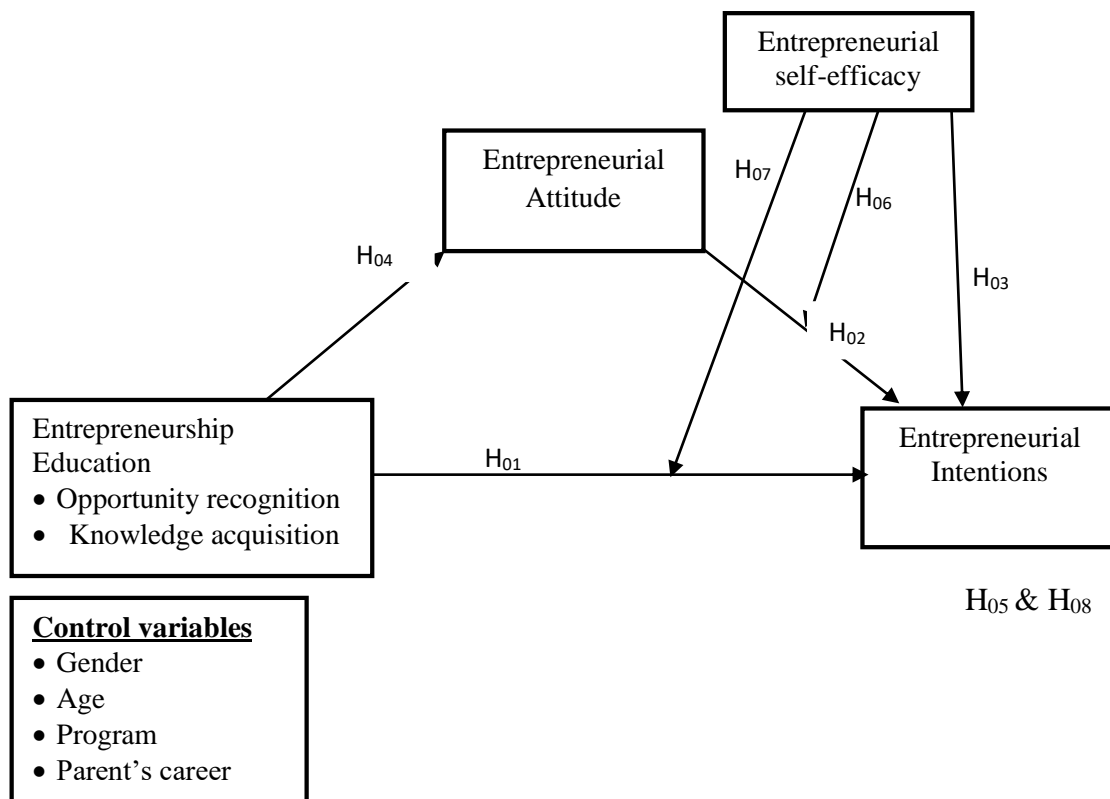 Entrepreneurial
self-efficacy
Entrepreneurial
Attitude
H07
H06
H04
H03
H02
Entrepreneurship
Education
• Opportunity recognition
• Knowledge acquisition
H01
Entrepreneurial
Intentions
H05 & H08
Control variables
• Gender
• Age
• Program
• Parent’s career